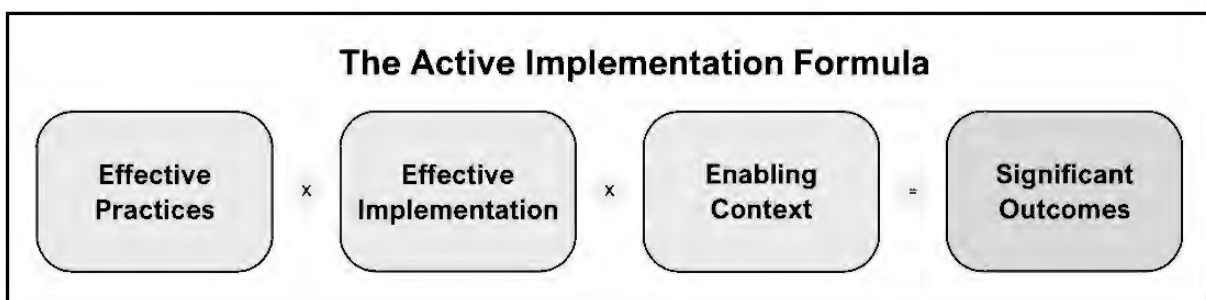 The Active Implementation Formula
Effective
Practices
x
Effective
Implementation
x
Enabling
Context
=
Significant
Outcomes